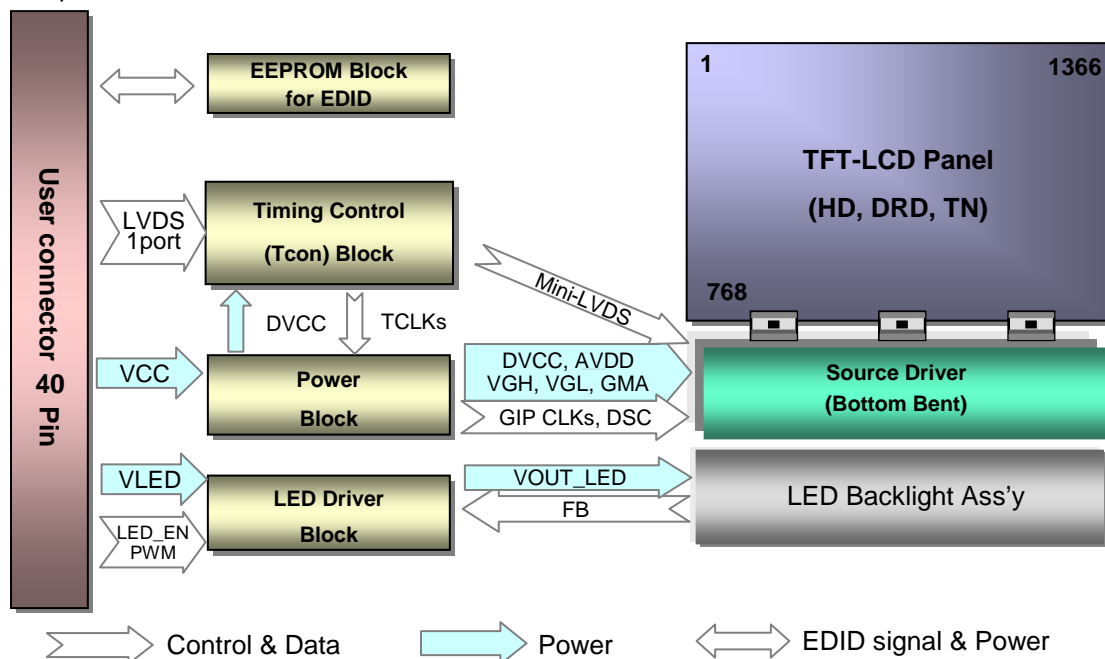 User connector 40 Pin
EEPROM Block
for EDID
LVDS
1port
Timing Control
(Tcon) Block
DVCC
TCLKs
Mini-LVDS
VCC
Power
Block
DVCC, AVDD
VGH, VGL, GMA
GIP CLKs, DSC
VLED
LED_EN
PWM
LED Driver
Block
VOUT_LED
FB
1
1366
TFT-LCD Panel
(HD, DRD, TN)
768
Source Driver
(Bottom Bent)
LED Backlight Ass'y
Control & Data
Power
EDID signal & Power